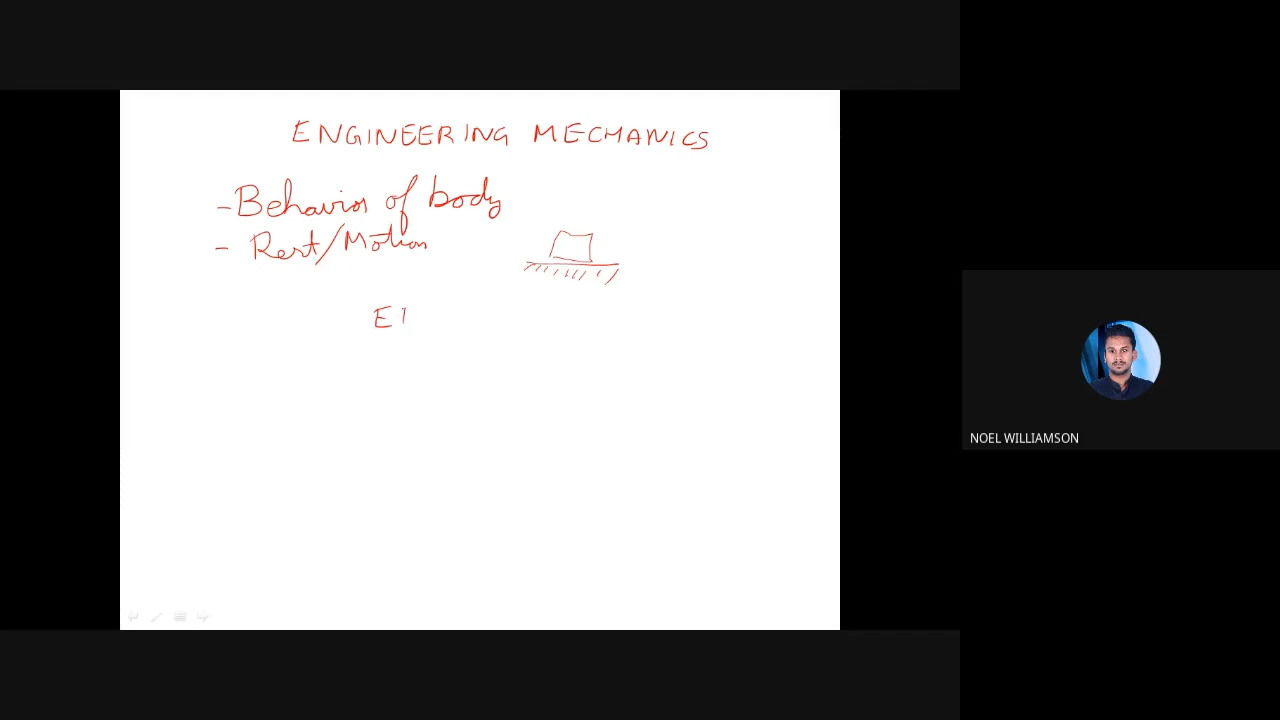 ENGINEERING MECHANICS
- Behavior of body
- Rest/Motion
E
NOEL WILLIAMSON